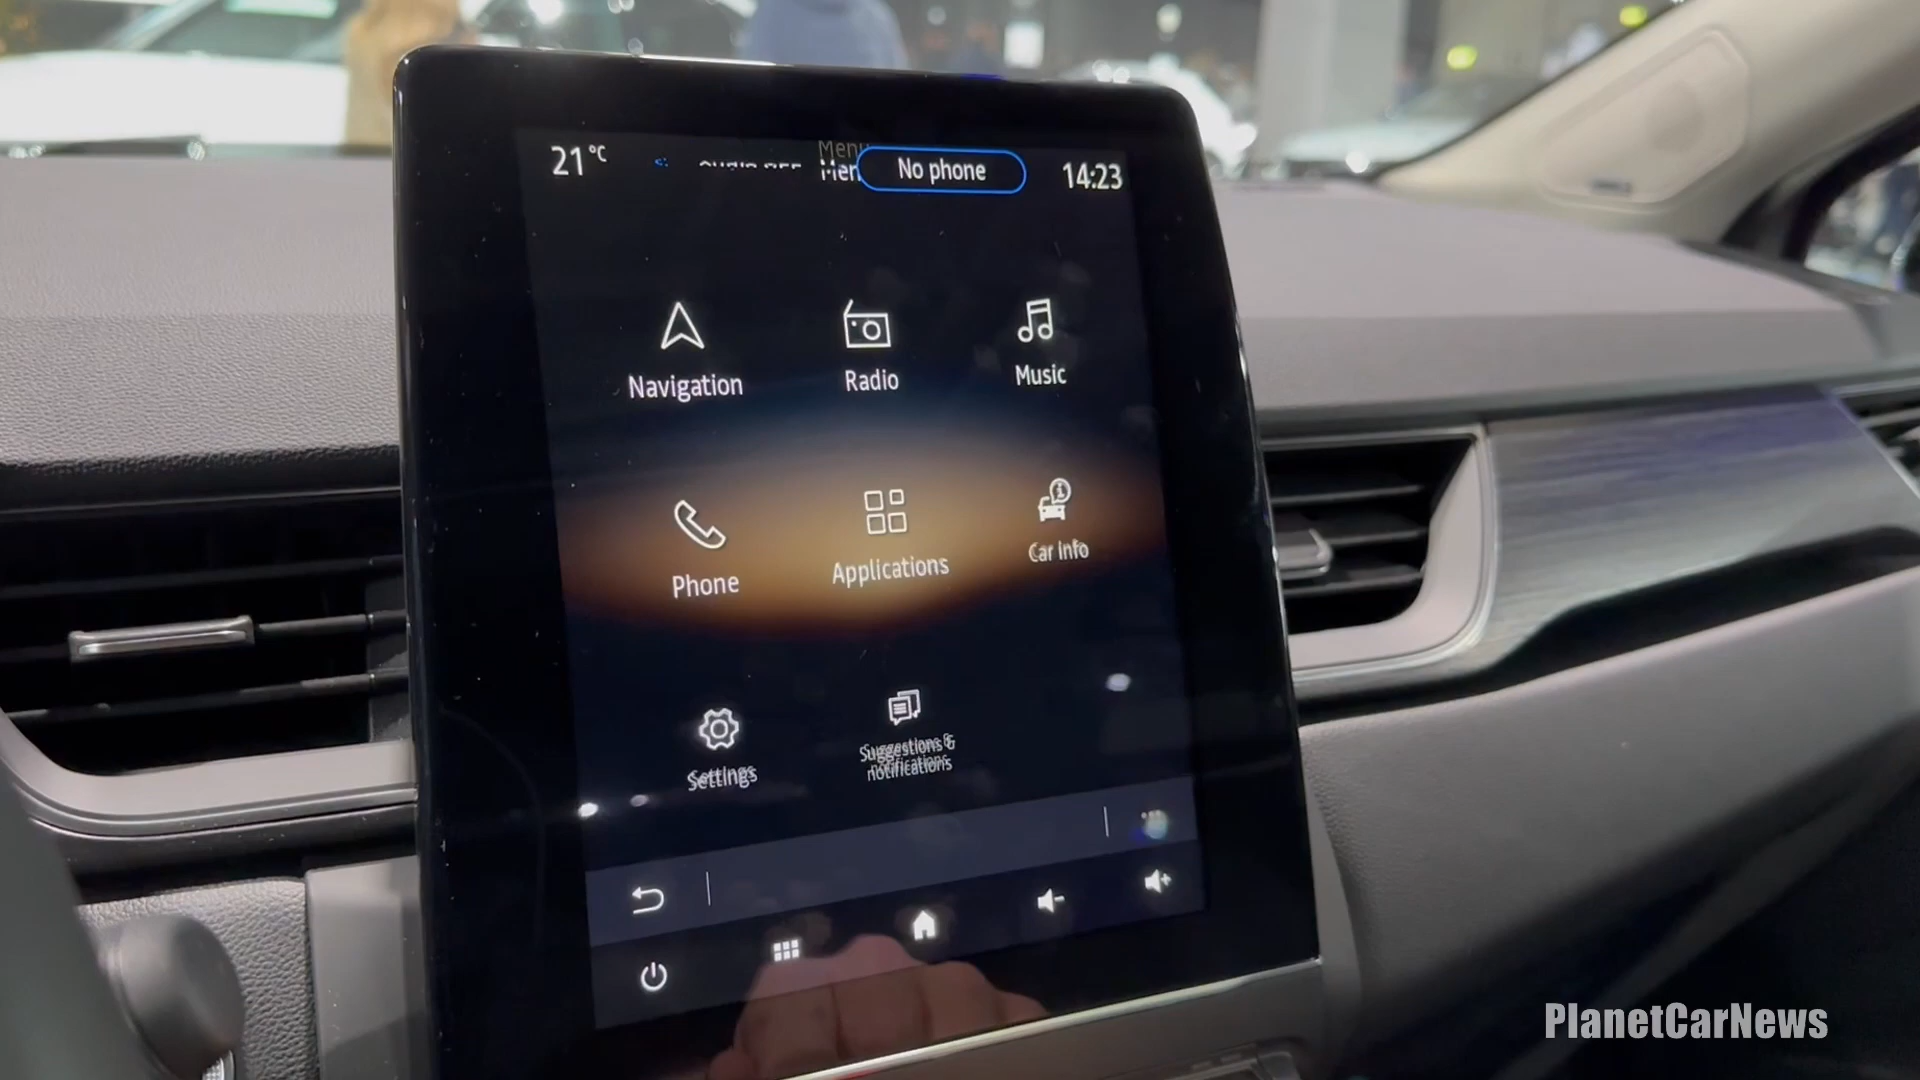 21°C
Menu
No phone
14:23
Navigation
Radio
Music
Phone
Applications
Car info
Settings
Suggestions &
notifications
PlanetCarNews